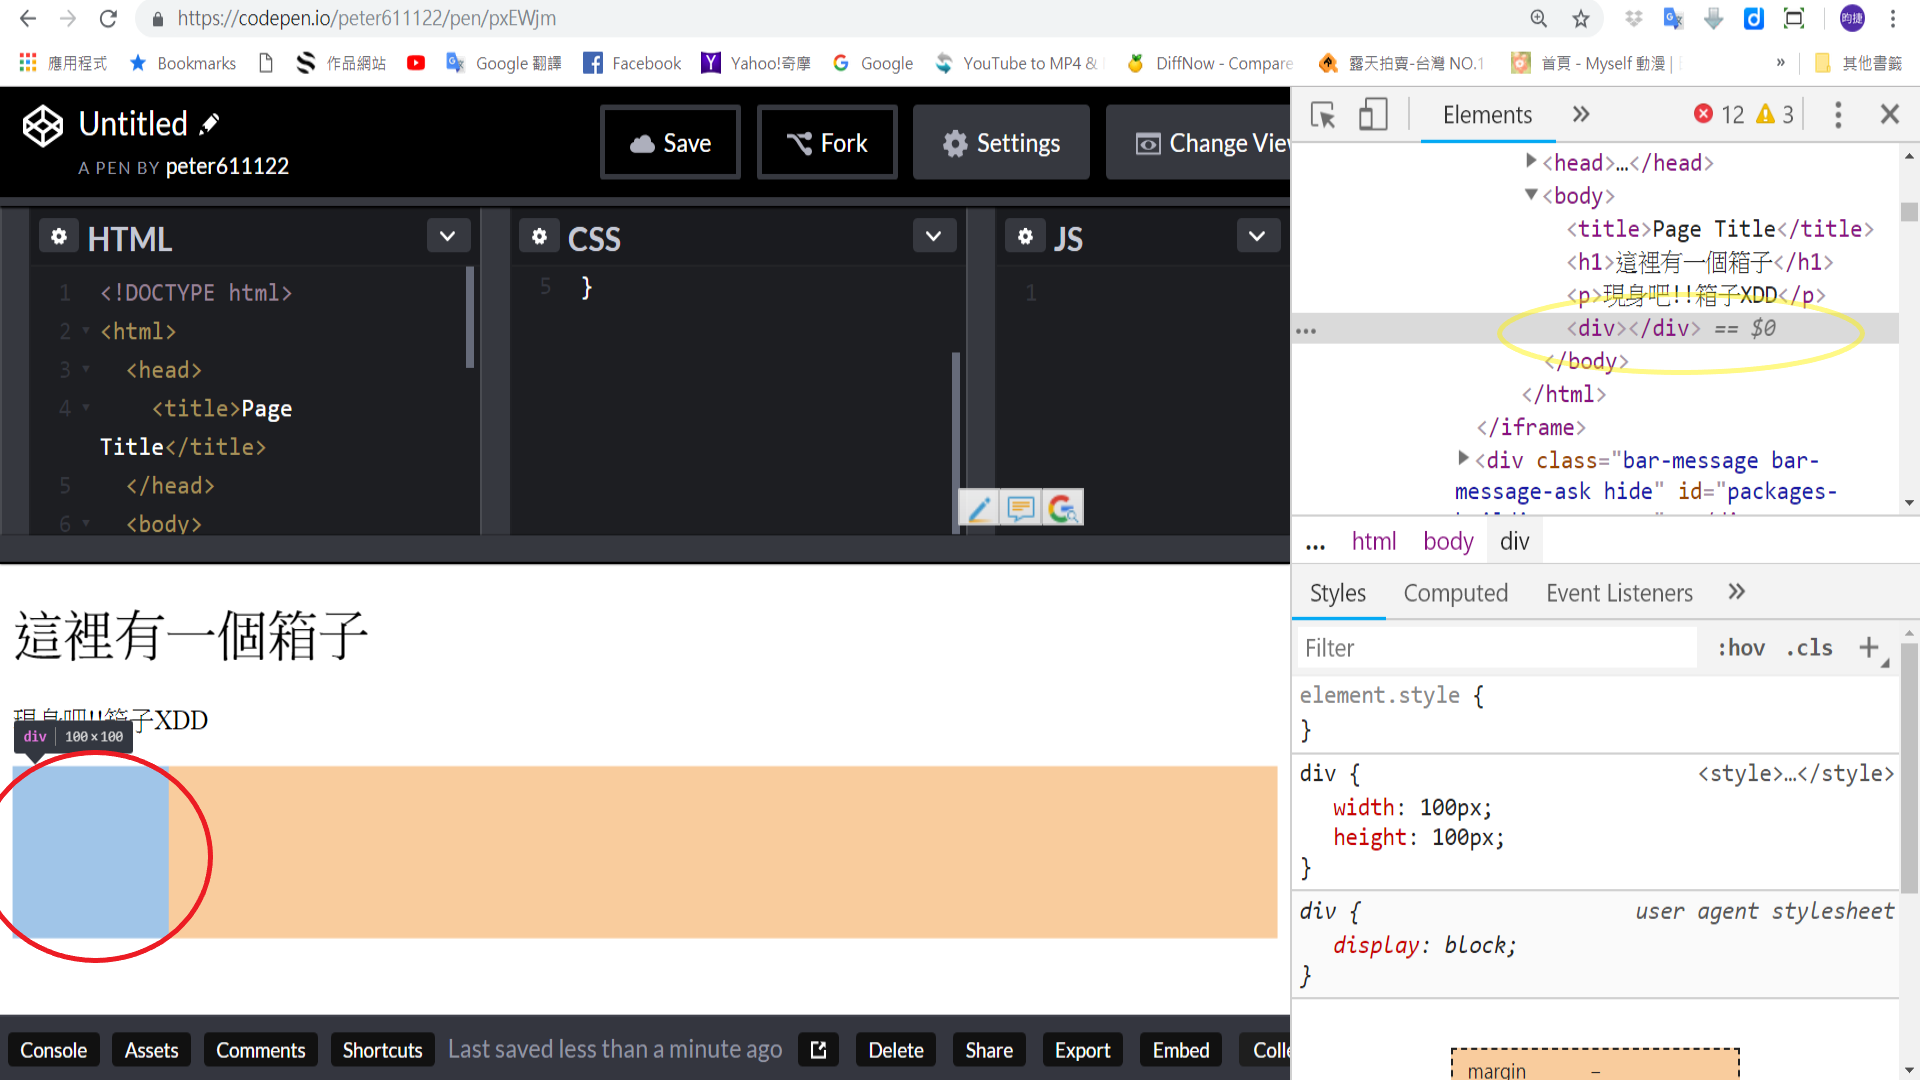 https://codepen.io/peter611122/pen/pxEWjm
昀捷
應用程式 Bookmarks 作品網站 Google 翻譯 Facebook Yahoo!奇摩 Google YouTube to MP4 & DiffNow - Compare 露天拍賣-台灣 NO.1 首頁 - Myself 動漫 | » 其他書籤
Untitled
A PEN BY peter611122
Save Fork Settings Change Vie
HTML
1 <!DOCTYPE html>
2 <html>
3 <head>
4 <title>Page
Title</title>
5 </head>
6 <body>
CSS
5 }
JS
1
這裡有一個箱子
現身吧!!箱子XDD
div 100×100
Console Assets Comments Shortcuts Last saved less than a minute ago Delete Share Export Embed Colle
Elements » 12 3
<head>…</head>
<body>
<title>Page Title</title>
<h1>這裡有一個箱子</h1>
<p>現身吧!!箱子XDD</p>
… <div></div> == $0
</body>
</html>
</iframe>
<div class="bar-message bar-
message-ask hide" id="packages-
… html body div
Styles Computed Event Listeners »
Filter :hov .cls +
element.style {
}
div { <style>…</style>
width: 100px;
height: 100px;
}
div { user agent stylesheet
display: block;
}
margin –